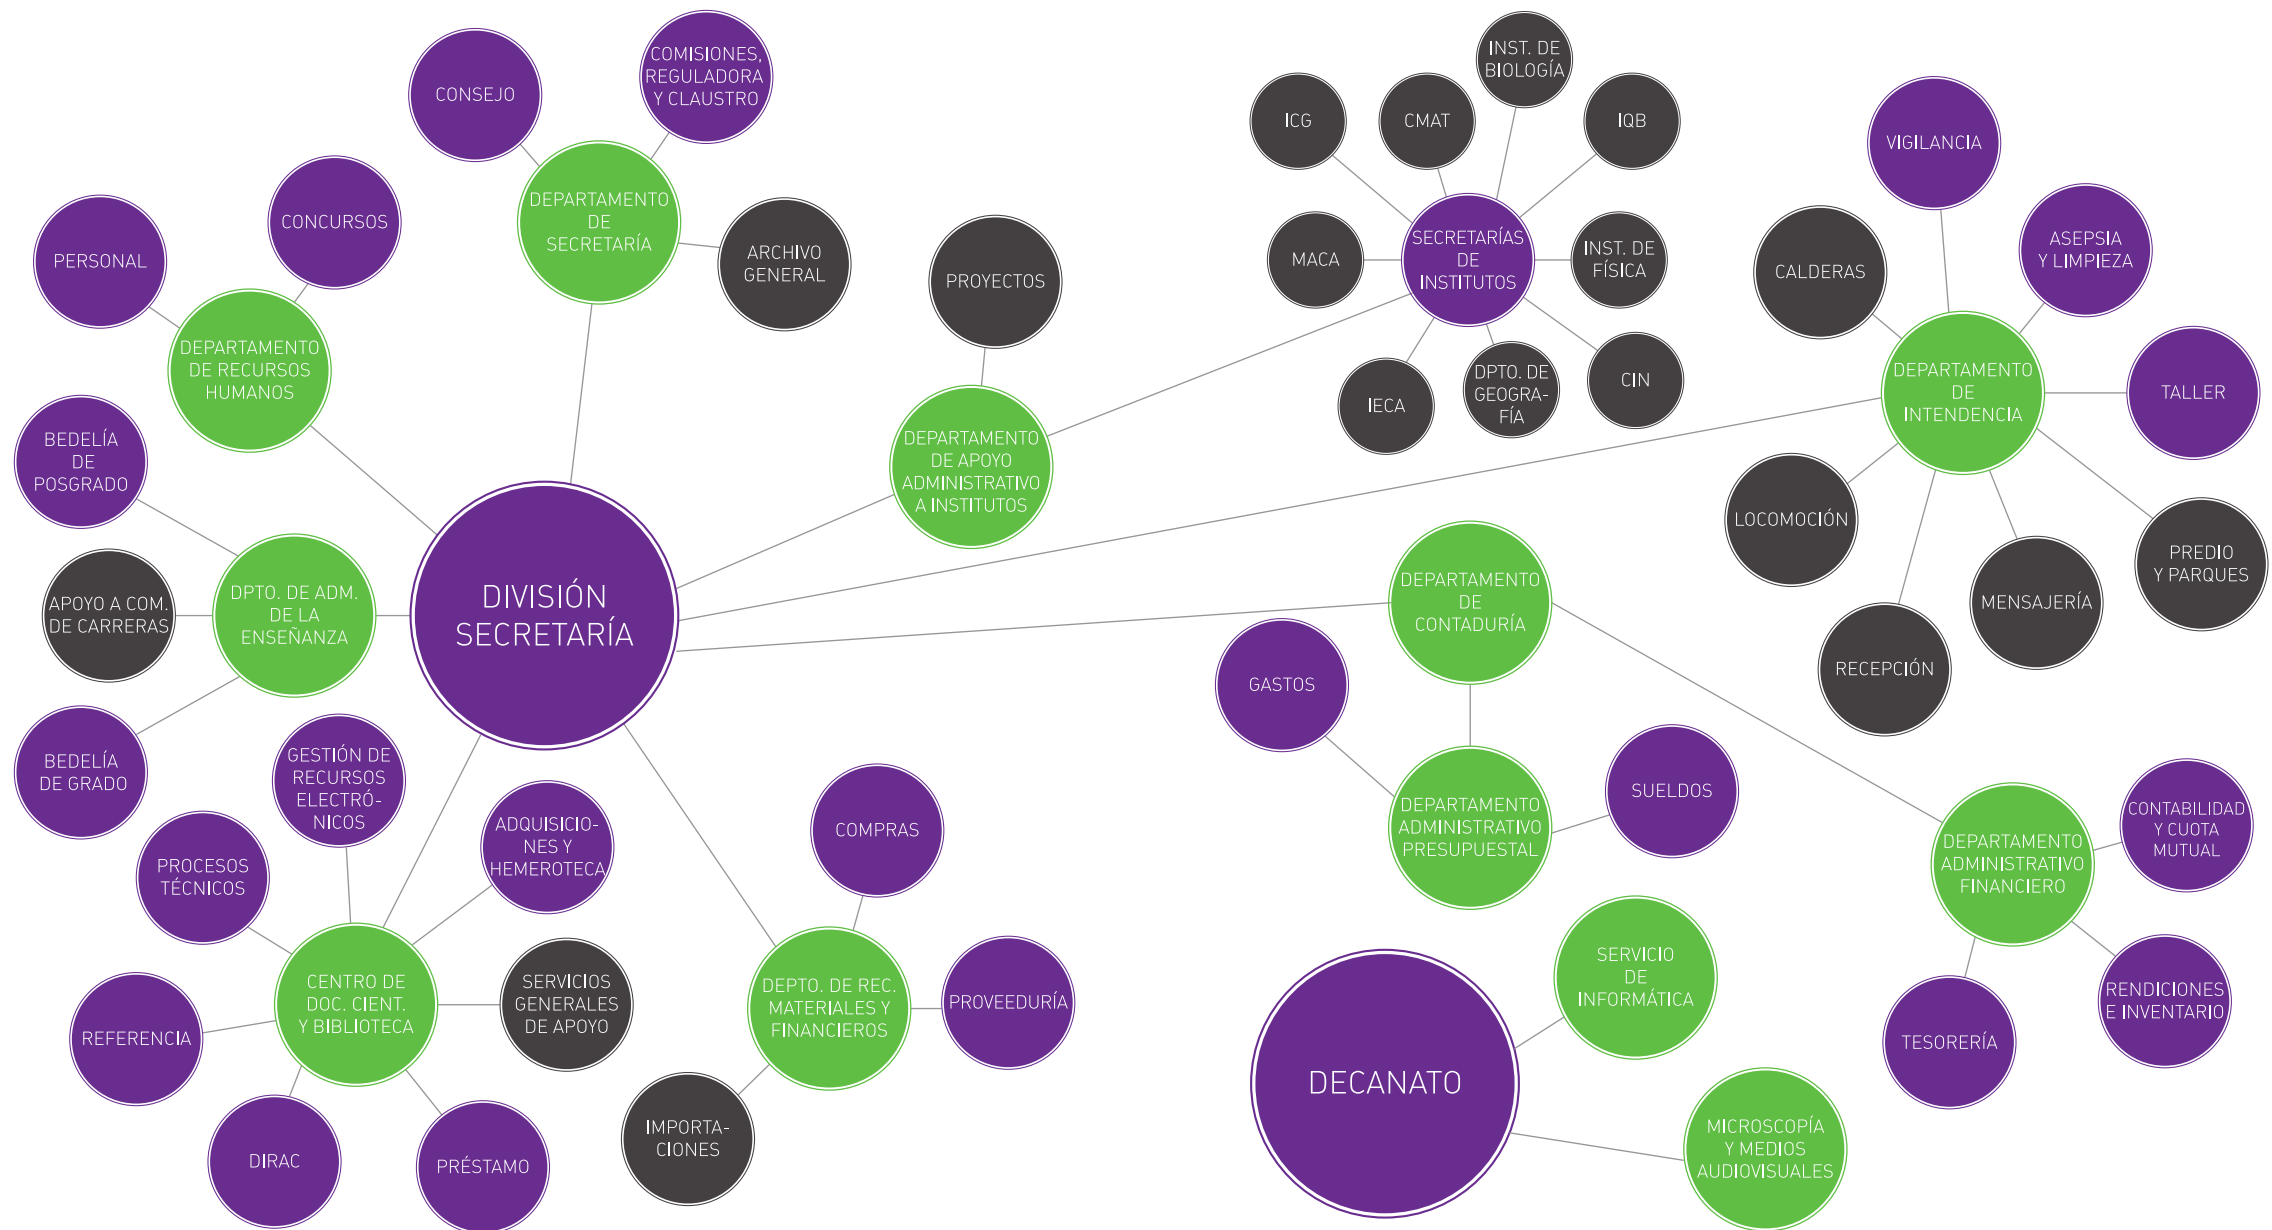 CONSEJO
COMISIONES,
REGULADORA
Y CLAUSTRO
DEPARTAMENTO
DE
SECRETARÍA
ARCHIVO
GENERAL
PERSONAL
CONCURSOS
DEPARTAMENTO
DE RECURSOS
HUMANOS
BEDELÍA
DE
POSGRADO
APOYO A COM.
DE CARRERAS
DPTO. DE ADM.
DE LA
ENSEÑANZA
BEDELÍA
DE GRADO
DIVISIÓN
SECRETARÍA
PROYECTOS
DEPARTAMENTO
DE APOYO
ADMINISTRATIVO
A INSTITUTOS
ICG
CMAT
INST. DE
BIOLOGÍA
IQB
MACA
SECRETARÍAS
DE
INSTITUTOS
INST. DE
FÍSICA
IECA
DPTO. DE
GEOGRA-
FÍA
CIN
VIGILANCIA
CALDERAS
ASEPSIA
Y LIMPIEZA
DEPARTAMENTO
DE
INTENDENCIA
TALLER
LOCOMOCIÓN
RECEPCIÓN
MENSAJERÍA
PREDIO
Y PARQUES
DEPARTAMENTO
DE
CONTADURÍA
GASTOS
DEPARTAMENTO
ADMINISTRATIVO
PRESUPUESTAL
SUELDOS
DEPARTAMENTO
ADMINISTRATIVO
FINANCIERO
CONTABILIDAD
Y CUOTA
MUTUAL
RENDICIONES
E INVENTARIO
TESORERÍA
GESTIÓN DE
RECURSOS
ELECTRÓ-
NICOS
PROCESOS
TÉCNICOS
ADQUISICIO-
NES Y
HEMEROTECA
CENTRO DE
DOC. CIENT.
Y BIBLIOTECA
SERVICIOS
GENERALES
DE APOYO
REFERENCIA
DIRAC
PRÉSTAMO
COMPRAS
DEPTO. DE REC.
MATERIALES Y
FINANCIEROS
PROVEEDURÍA
IMPORTA-
CIONES
DECANATO
SERVICIO
DE
INFORMÁTICA
MICROSCOPÍA
Y MEDIOS
AUDIOVISUALES